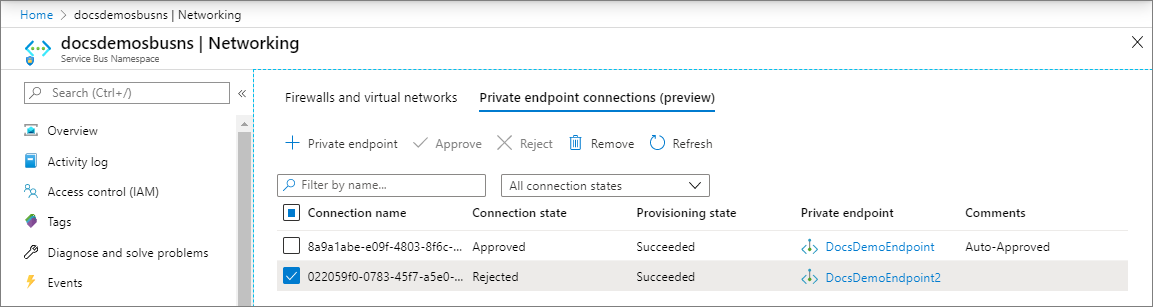 Home > docsdemosbusns | Networking
docsdemosbusns | Networking
Service Bus Namespace
Search (Ctrl+/)
Overview
Activity log
Access control (IAM)
Tags
Diagnose and solve problems
Events
Firewalls and virtual networks Private endpoint connections (preview)
Private endpoint Approve Reject Remove Refresh
Filter by name... All connection states
Connection name Connection state Provisioning state Private endpoint Comments
8a9a1abe-e09f-4803-8f6c-... Approved Succeeded DocsDemoEndpoint Auto-Approved
022059f0-0783-45f7-a5e0-... Rejected Succeeded DocsDemoEndpoint2